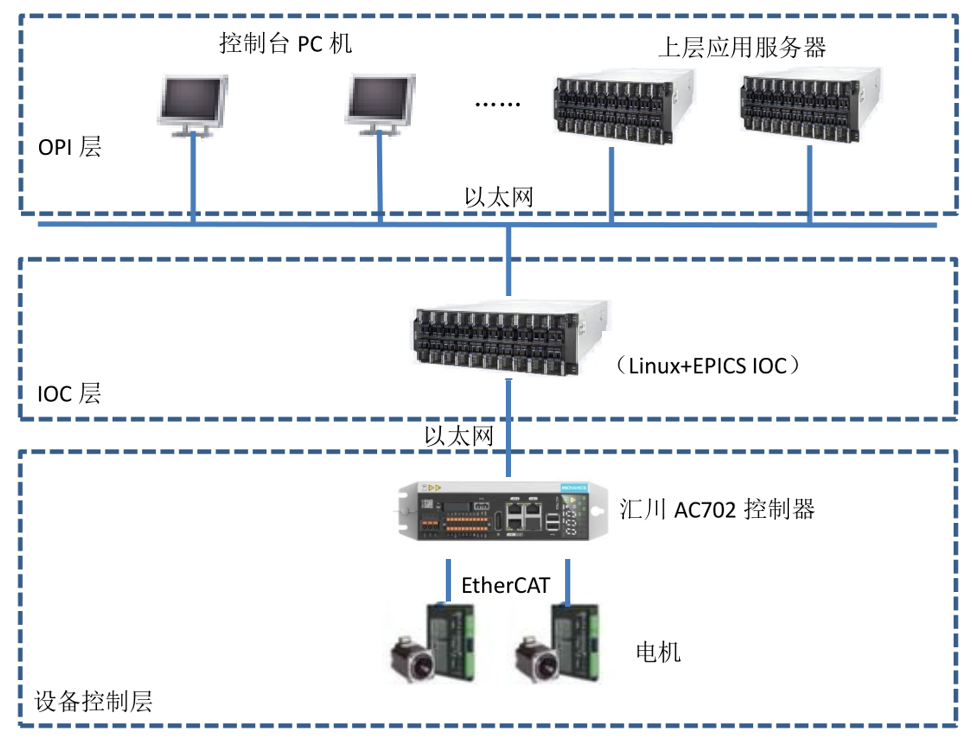 控制台 PC 机
上层应用服务器
……
OPI 层
以太网
（Linux+EPICS IOC）
IOC 层
以太网
INOVANCE
汇川 AC702 控制器
EtherCAT
电机
设备控制层